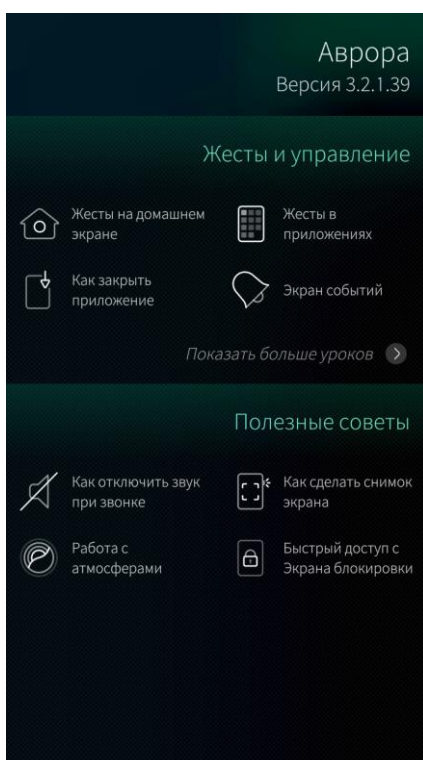 Аврора
Версия 3.2.1.39
Жесты и управление
Жесты на домашнем
экране
Жесты в
приложениях
Как закрыть
приложение
Экран событий
Показать больше уроков
Полезные советы
Как отключить звук
при звонке
Как сделать снимок
экрана
Работа с
атмосферами
Быстрый доступ с
Экрана блокировки